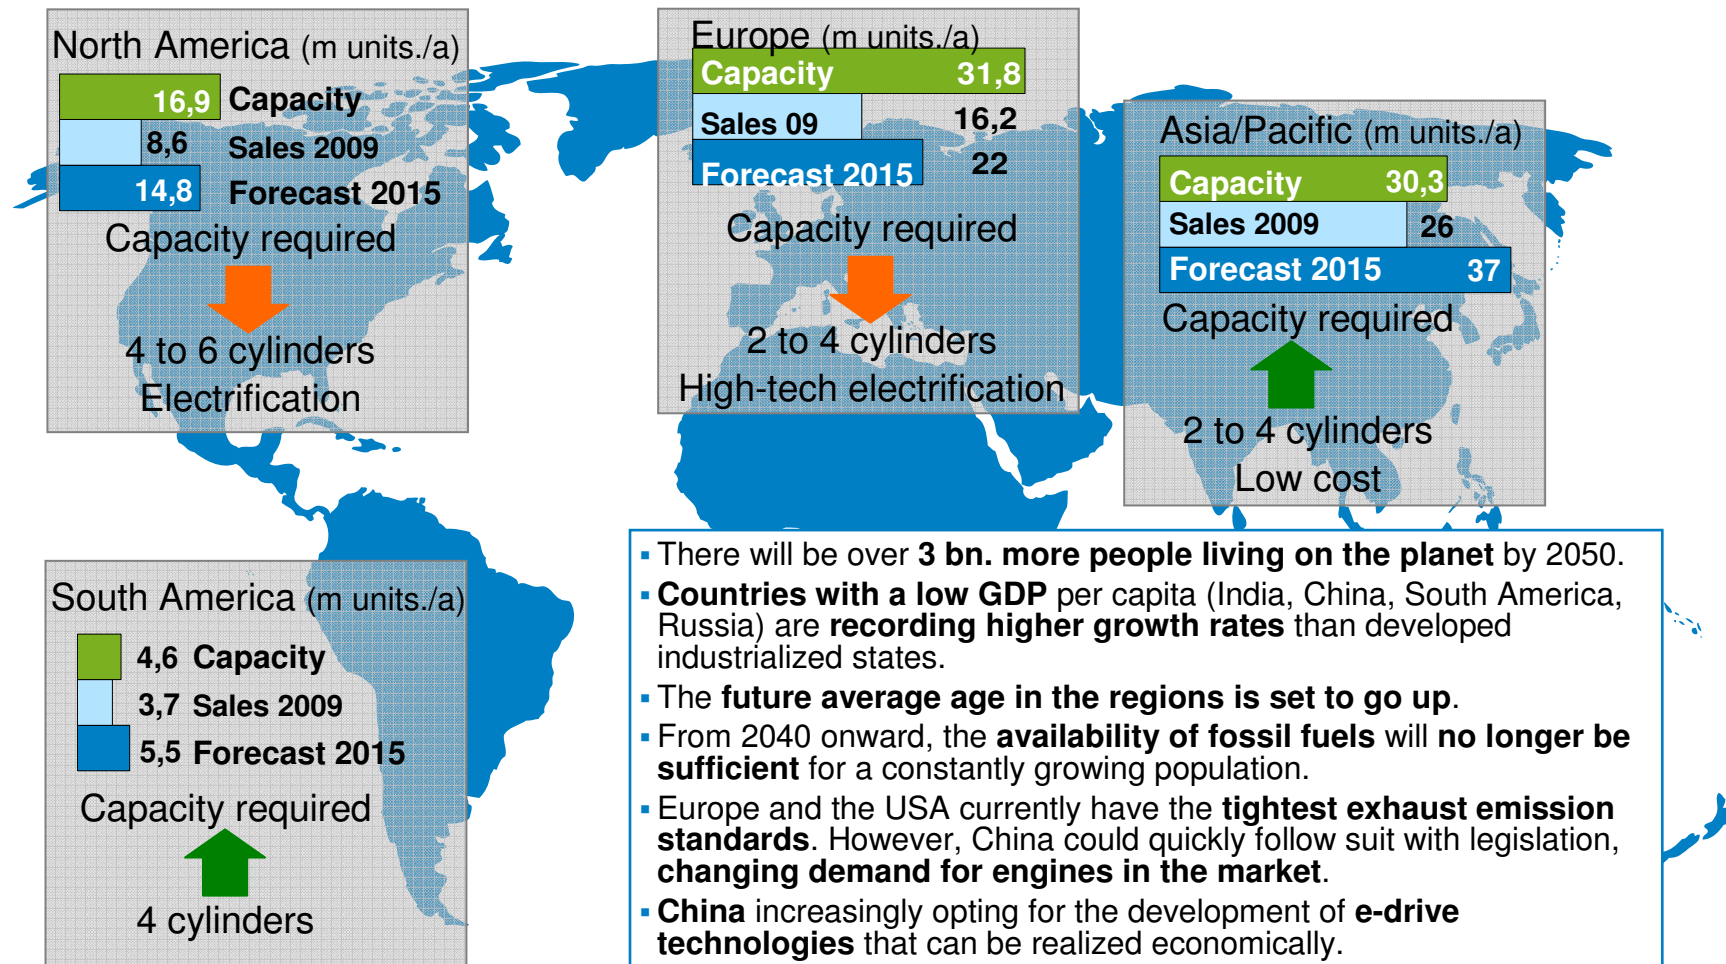 North America (m units./a)
16,9 Capacity
8,6 Sales 2009
14,8 Forecast 2015
Capacity required
4 to 6 cylinders
Electrification
Europe (m units./a)
Capacity 31,8
Sales 09 16,2
Forecast 2015 22
Capacity required
2 to 4 cylinders
High-tech electrification
Asia/Pacific (m units./a)
Capacity 30,3
Sales 2009 26
Forecast 2015 37
Capacity required
2 to 4 cylinders
Low cost
South America (m units./a)
4,6 Capacity
3,7 Sales 2009
5,5 Forecast 2015
Capacity required
4 cylinders
▪ There will be over 3 bn. more people living on the planet by 2050.
▪ Countries with a low GDP per capita (India, China, South America,
Russia) are recording higher growth rates than developed
industrialized states.
▪ The future average age in the regions is set to go up.
▪ From 2040 onward, the availability of fossil fuels will no longer be
sufficient for a constantly growing population.
▪ Europe and the USA currently have the tightest exhaust emission
standards. However, China could quickly follow suit with legislation,
changing demand for engines in the market.
▪ China increasingly opting for the development of e-drive
technologies that can be realized economically.